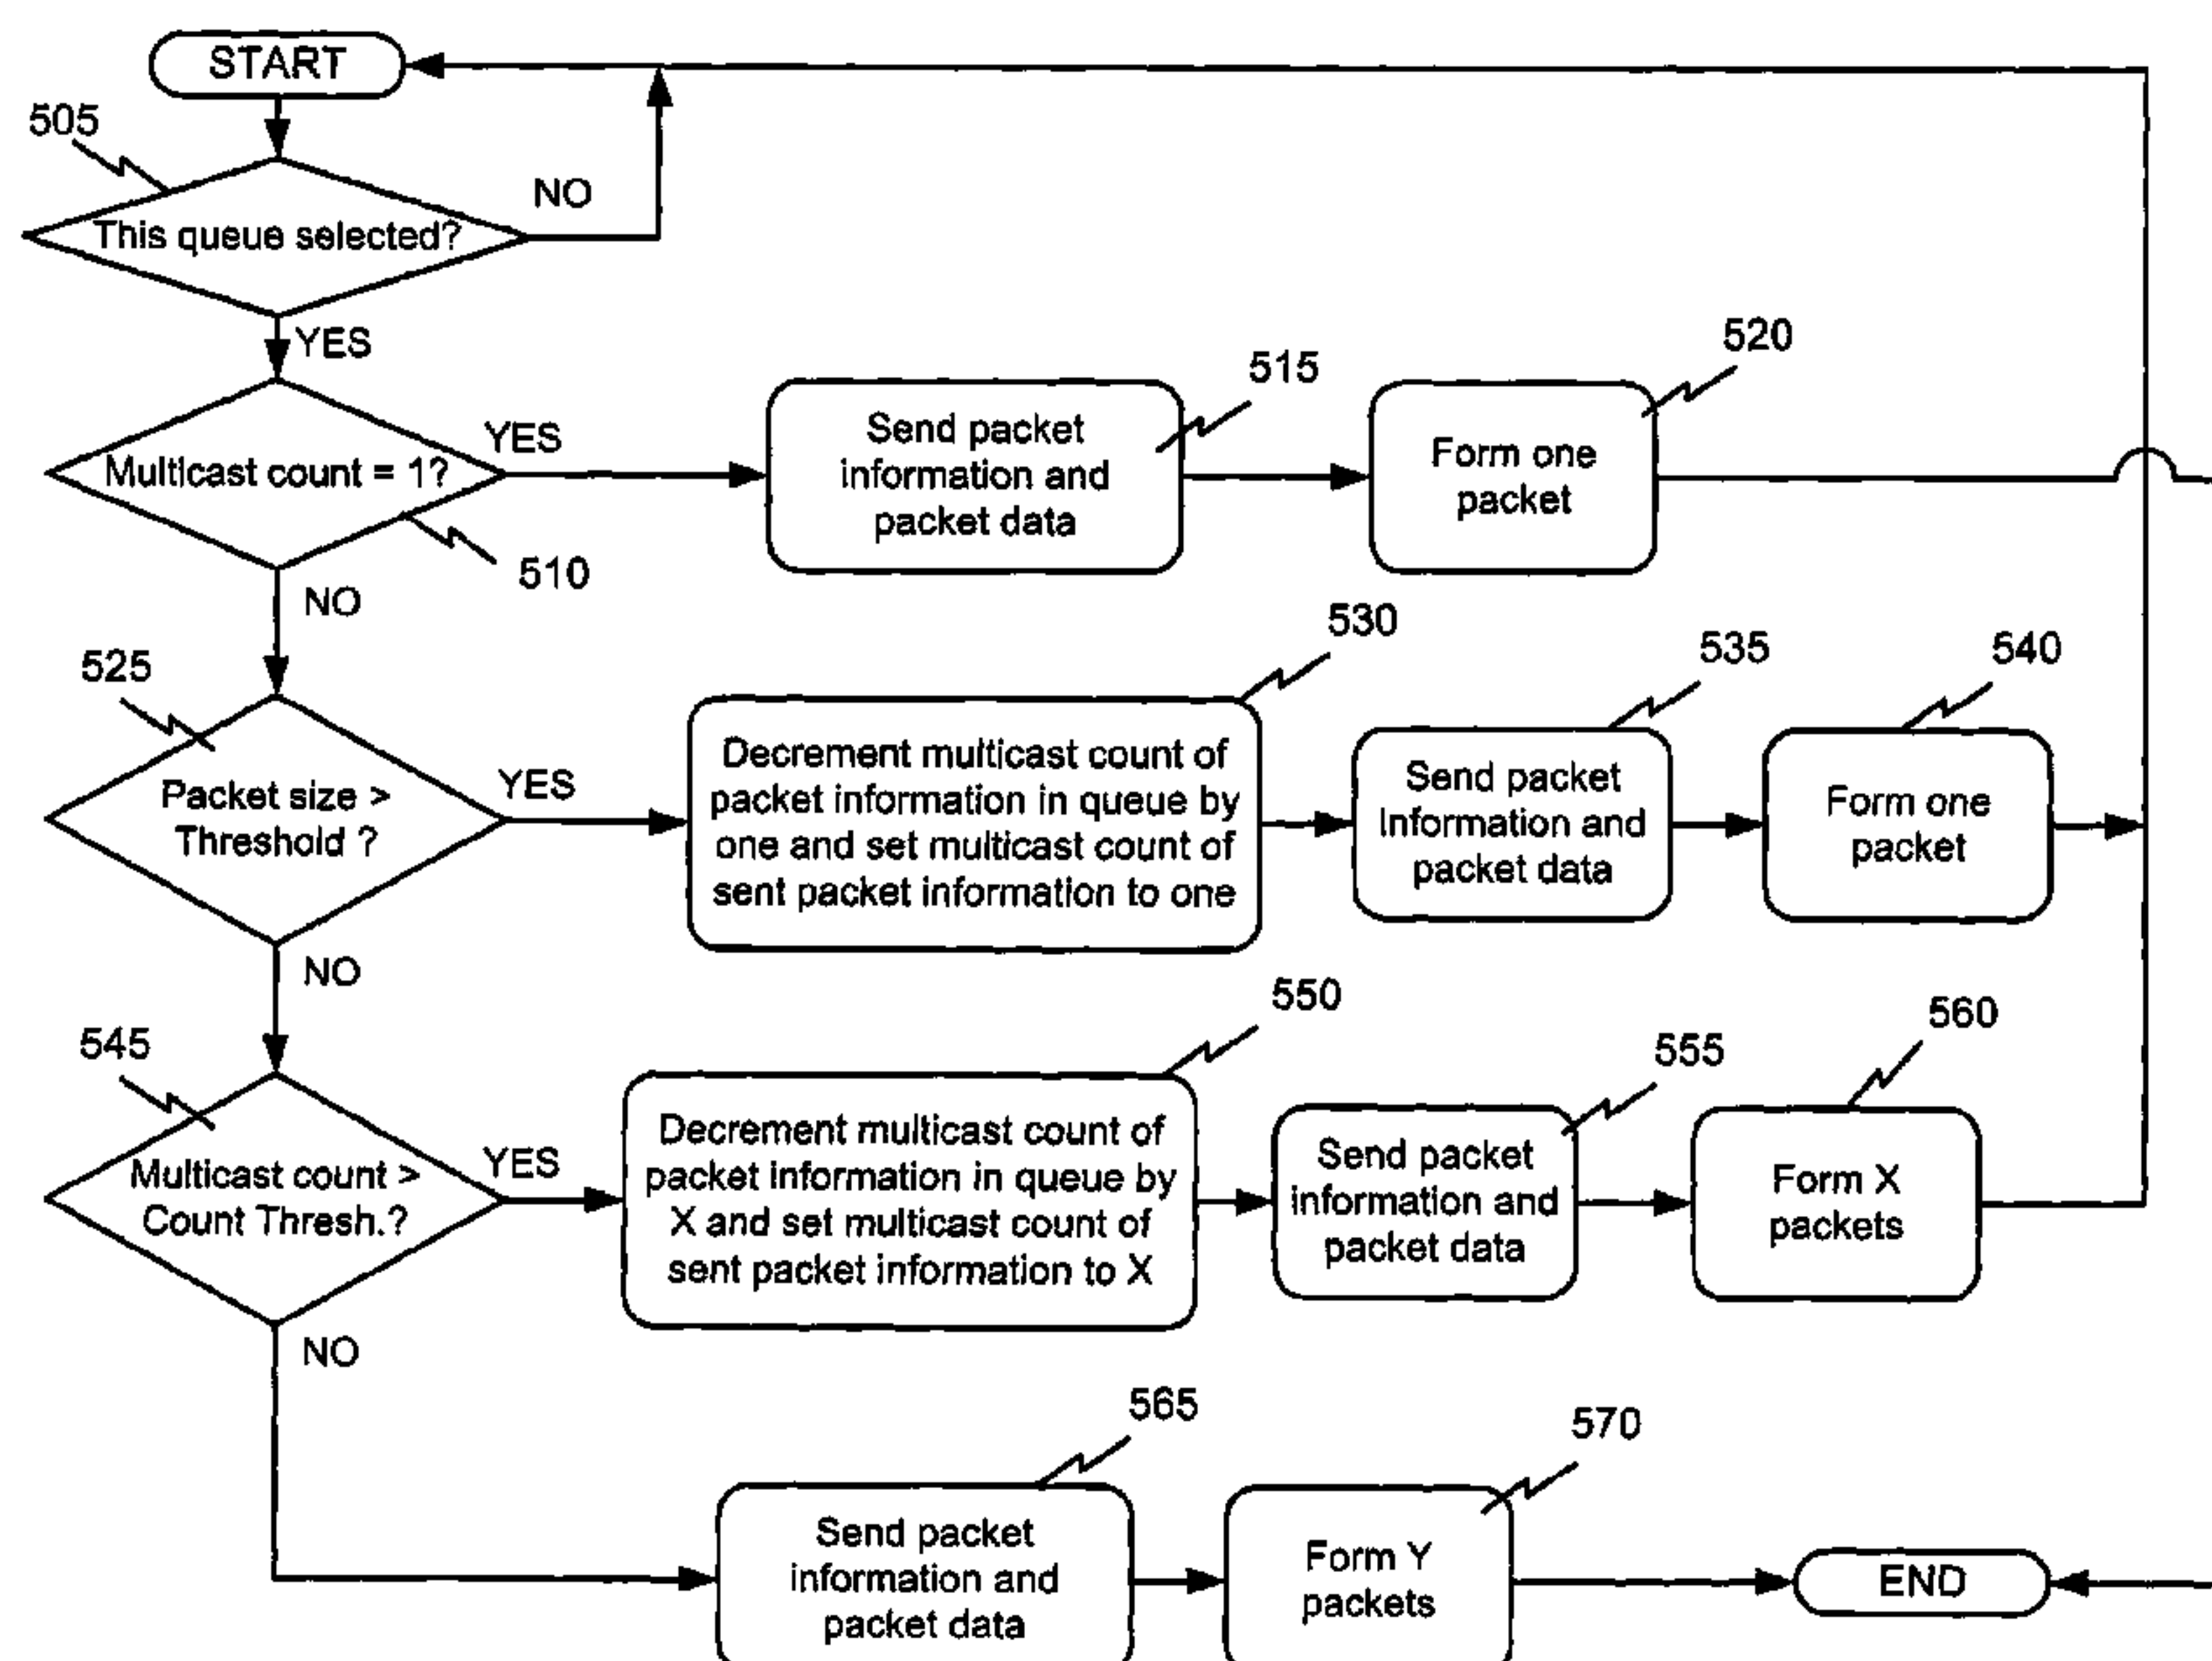 START
505
This queue selected?
NO
YES
Multicast count = 1?
510
YES
Send packet
information and
packet data
515
Form one
packet
520
NO
525
Packet size >
Threshold ?
YES
530
Decrement multicast count of
packet information in queue by
one and set multicast count of
sent packet information to one
535
Send packet
Information and
packet data
540
Form one
packet
NO
545
Multicast count >
Count Thresh.?
YES
550
Decrement multicast count of
packet information in queue by
X and set multicast count of
sent packet information to X
555
Send packet
information and
packet data
560
Form X
packets
NO
565
Send packet
information and
packet data
570
Form Y
packets
END